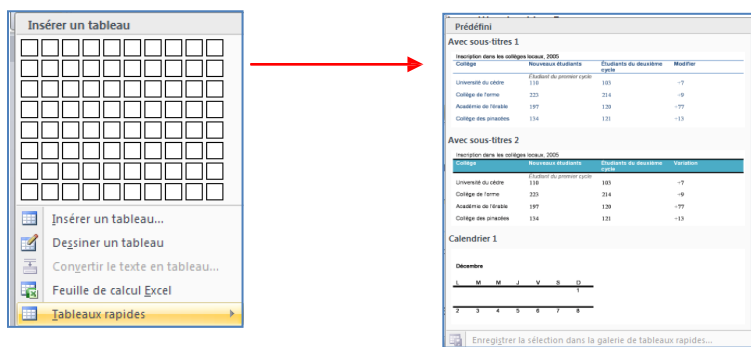 Insérer un tableau
Insérer un tableau...
Dessiner un tableau
Convertir le texte en tableau...
Feuille de calcul Excel
Tableaux rapides
Prédéfini
Avec sous-titres 1
Inscription dans les collèges locaux, 2005
Collège Nouveaux étudiants Étudiants du deuxième cycle Modifier
Étudiant du premier cycle
Université du cèdre 110 103 -7
Collège de l'orme 223 214 -9
Académie de l'érable 197 120 -77
Collège des pinacées 134 121 -13
Avec sous-titres 2
Inscription dans les collèges locaux, 2005
Collège Nouveaux étudiants Étudiants du deuxième cycle Variation
Étudiant du premier cycle
Université du cèdre 110 103 -7
Collège de l'orme 223 214 -9
Académie de l'érable 197 120 -77
Collège des pinacées 134 121 -13
Calendrier 1
Décembre
L M M J V S D
1
2 3 4 5 6 7 8
Enregistrer la sélection dans la galerie de tableaux rapides...